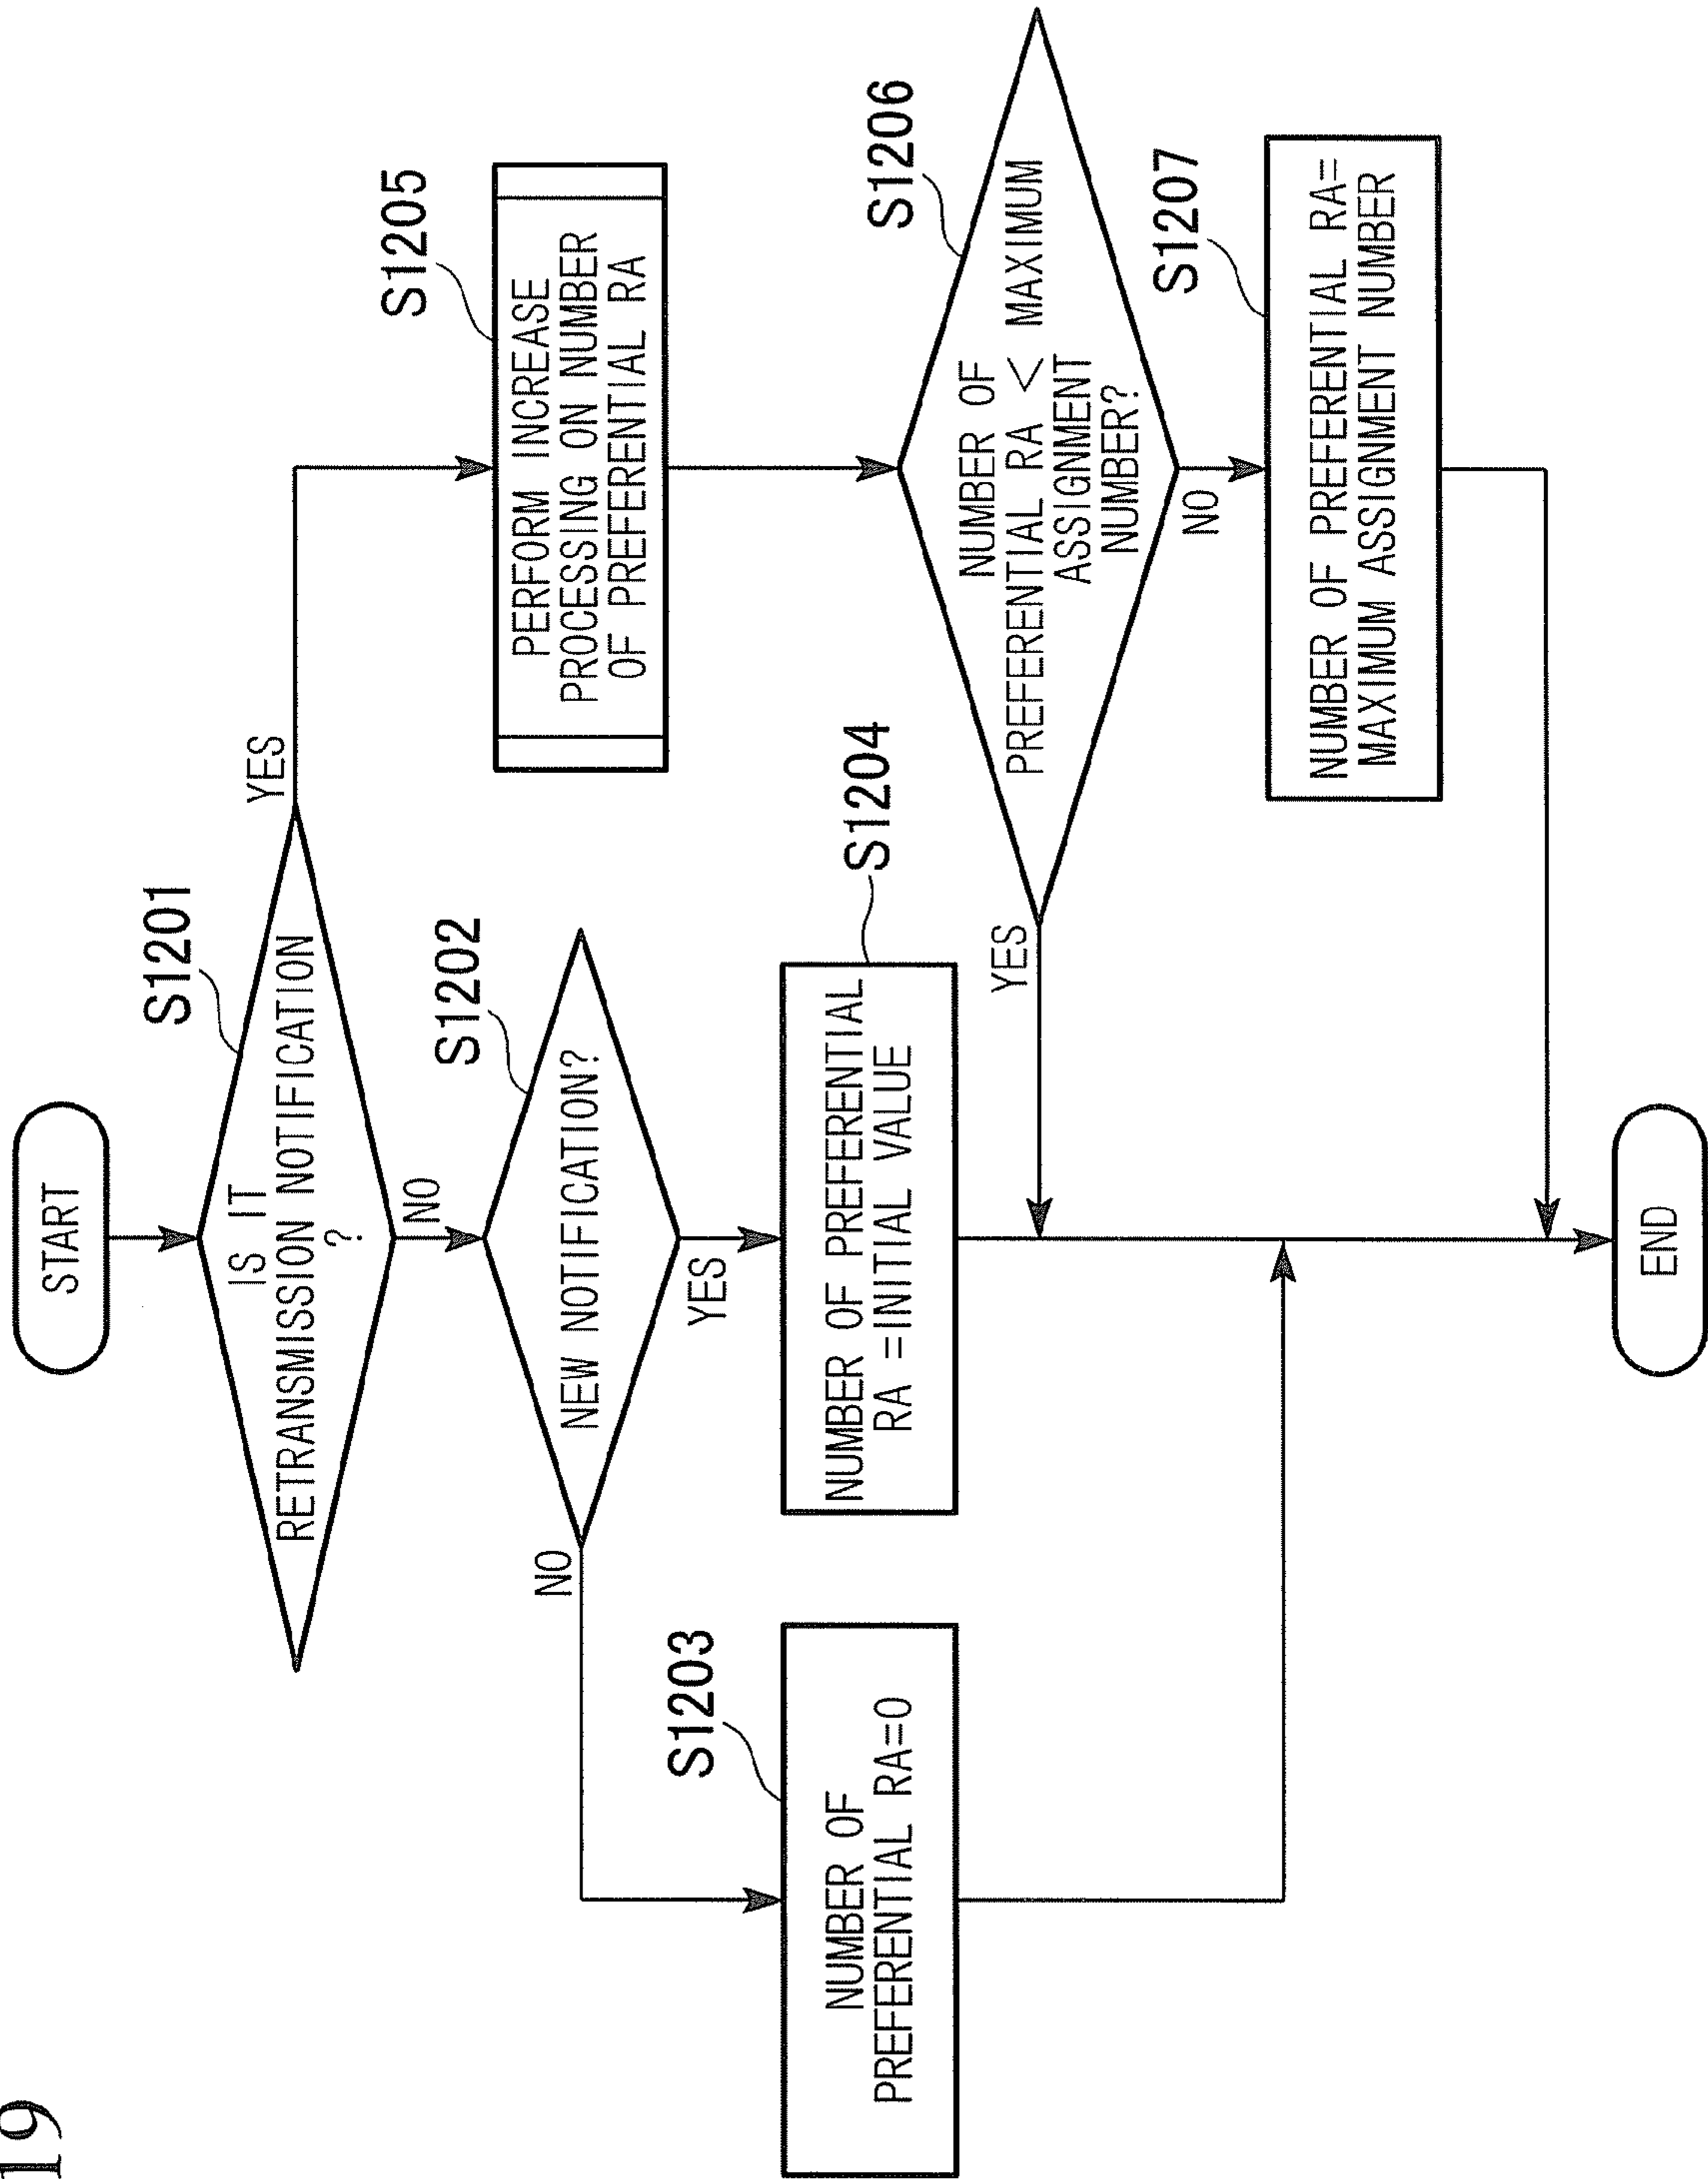 19
START
S1201
IS IT
RETRANSMISSION NOTIFICATION
?
YES
NO
S1202
NEW NOTIFICATION?
NO
YES
S1203
NUMBER OF
PREFERENTIAL RA=0
S1204
NUMBER OF PREFERENTIAL
RA =INITIAL VALUE
S1205
PERFORM INCREASE
PROCESSING ON NUMBER
OF PREFERENTIAL RA
S1206
NUMBER OF
PREFERENTIAL RA < MAXIMUM
ASSIGNMENT
NUMBER?
YES
NO
S1207
NUMBER OF PREFERENTIAL RA=
MAXIMUM ASSIGNMENT NUMBER
END